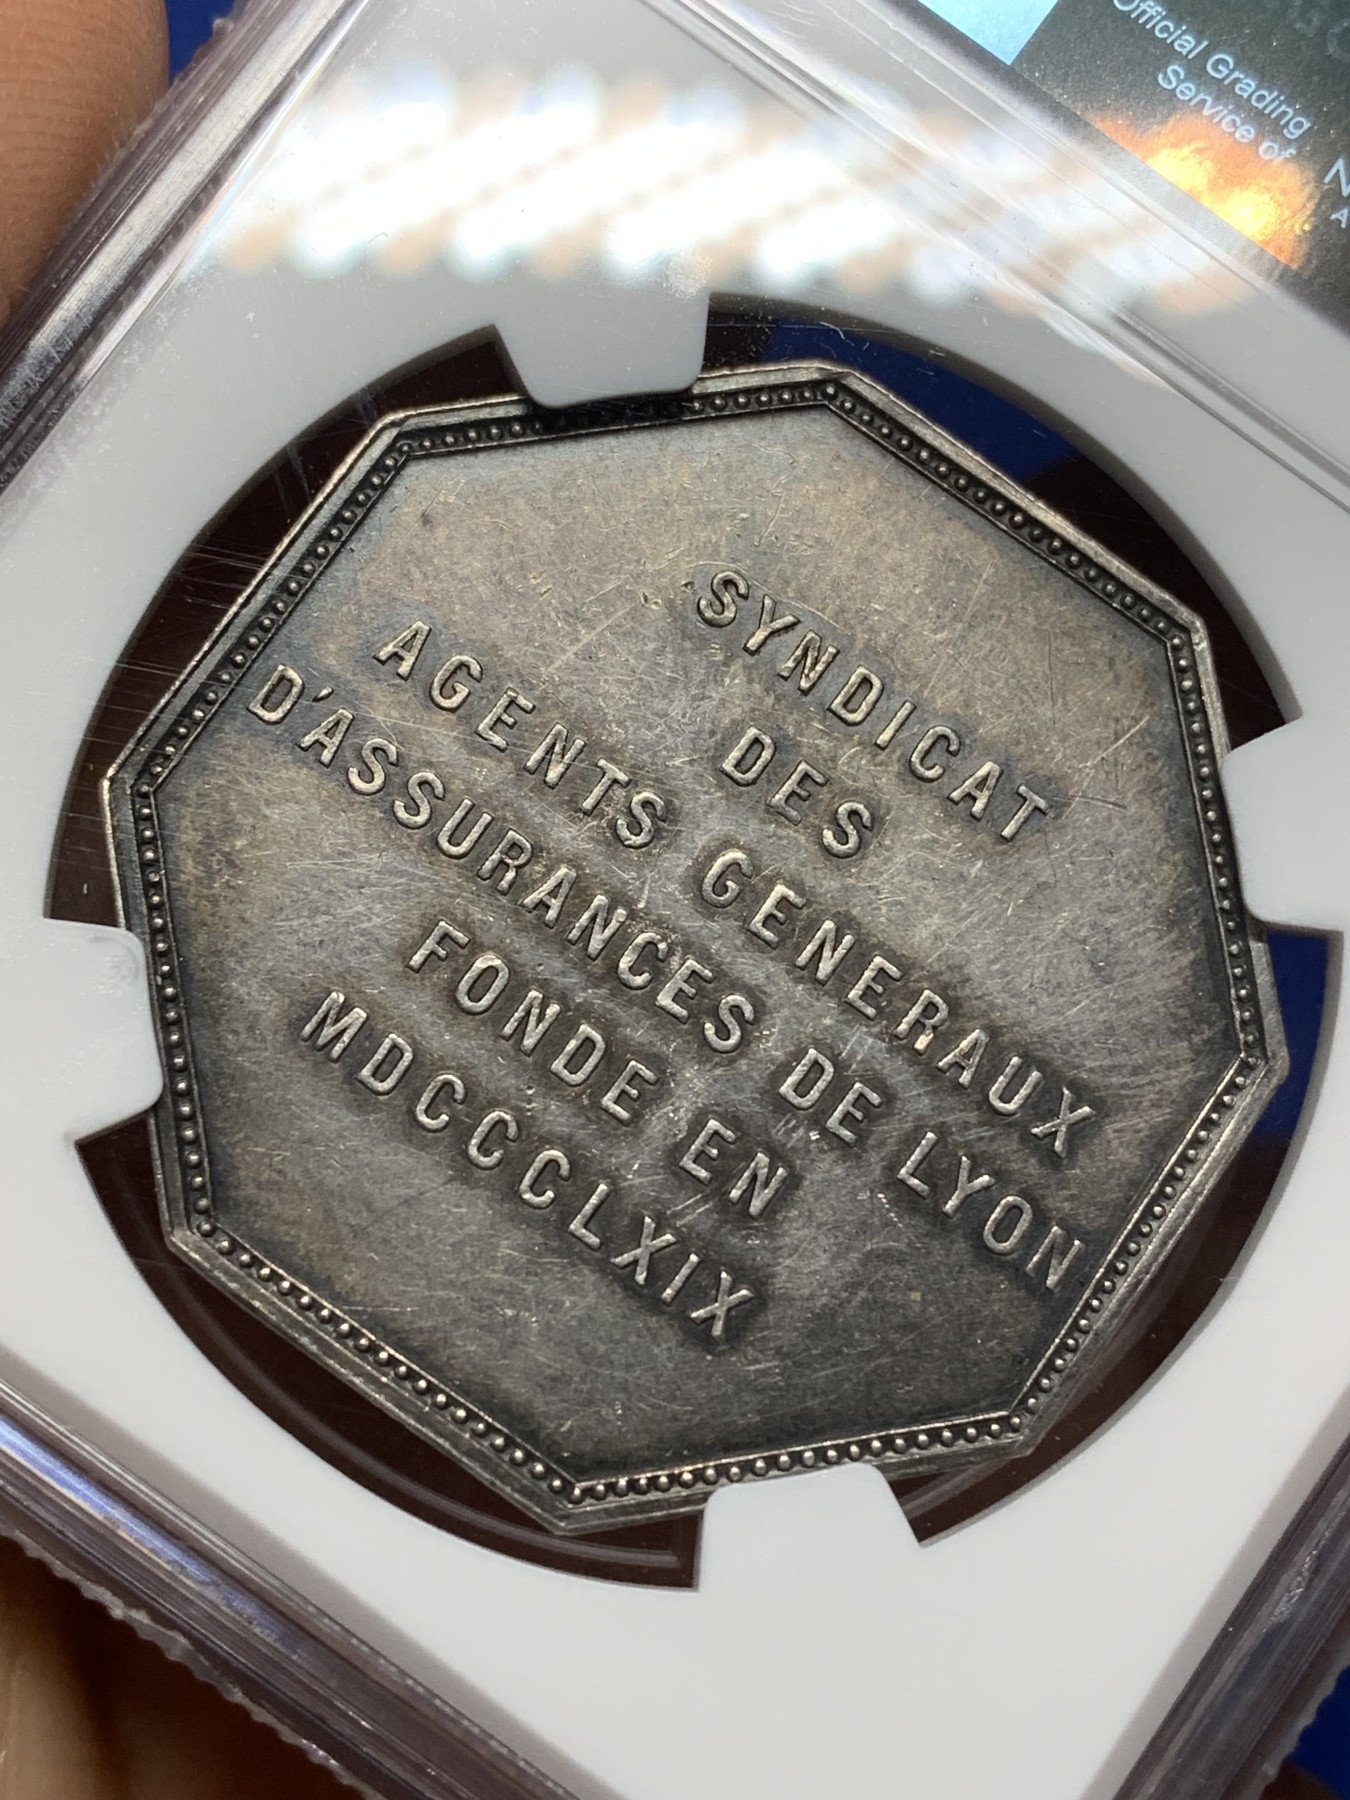 Official Grading
Service of
SYNDICAT
DES
AGENTS GENERAUX
D'ASSURANCES DE LYON
FONDE EN
MDCCCLXIX